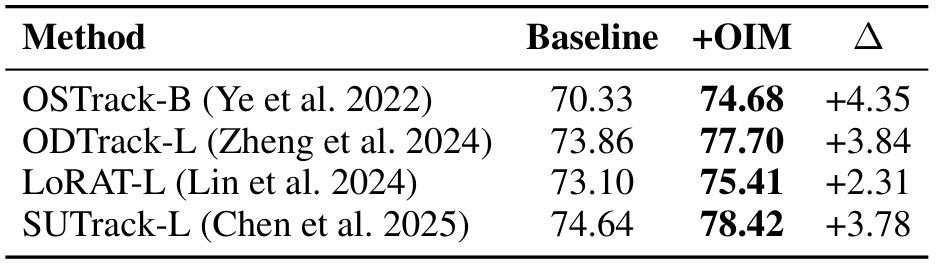 Method Baseline +OIM Δ
OSTrack-B (Ye et al. 2022) 70.33 74.68 +4.35
ODTrack-L (Zheng et al. 2024) 73.86 77.70 +3.84
LoRAT-L (Lin et al. 2024) 73.10 75.41 +2.31
SUTrack-L (Chen et al. 2025) 74.64 78.42 +3.78